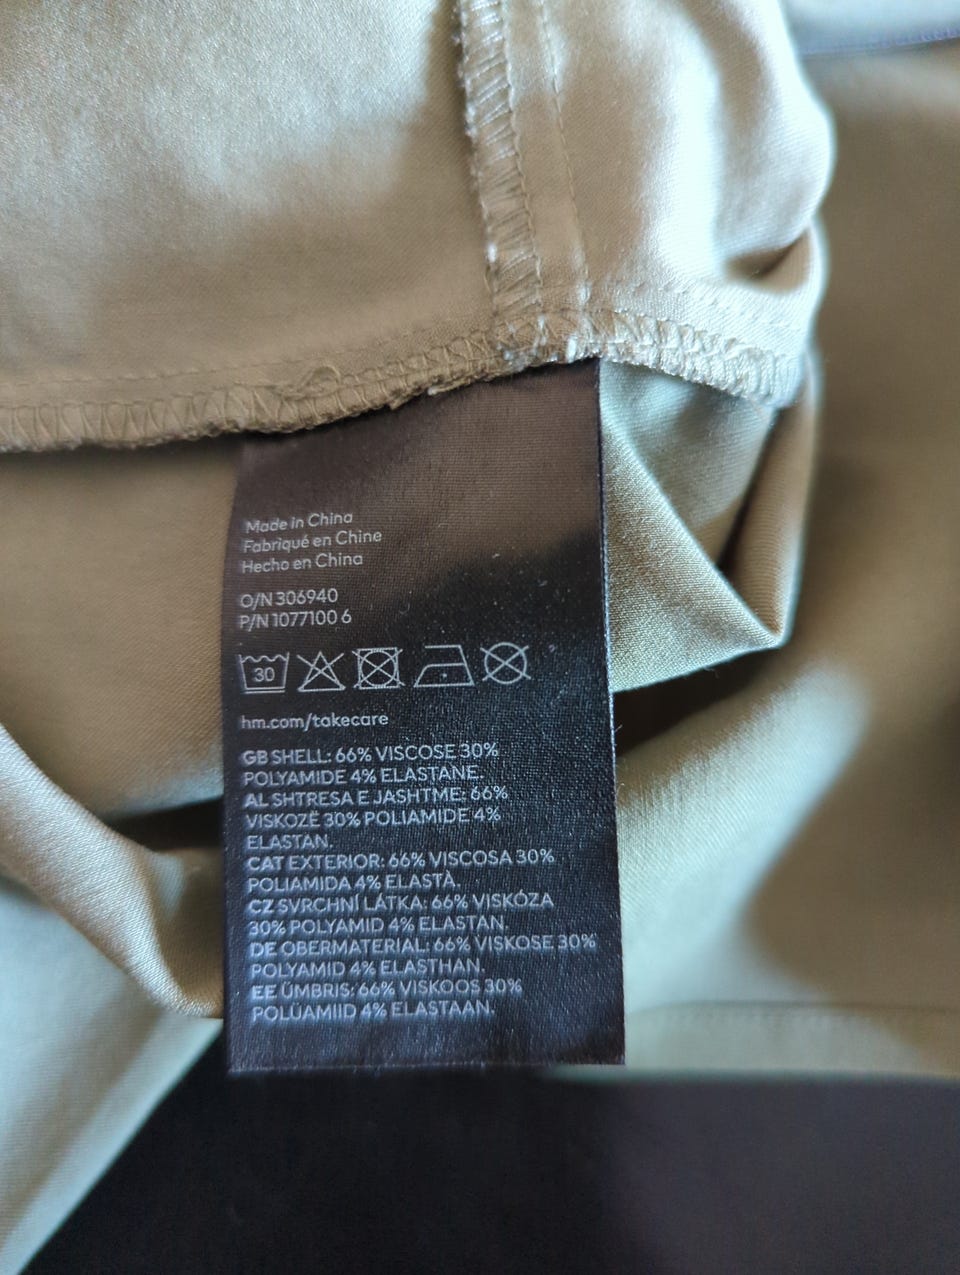 Made in China
Fabriqué en Chine
Hecho en China
O/N 306940
P/N 1077100 6
30
hm.com/takecare
GB SHELL: 66% VISCOSE 30%
POLYAMIDE 4% ELASTANE.
AL SHTRESA E JASHTME: 66%
VISKOZË 30% POLIAMIDE 4%
ELASTAN.
CAT EXTERIOR: 66% VISCOSA 30%
POLIAMIDA 4% ELASTÀ.
CZ SVRCHNÍ LÁTKA: 66% VISKÓZA
30% POLYAMID 4% ELASTAN.
DE OBERMATERIAL: 66% VISKOSE 30%
POLYAMID 4% ELASTHAN.
EE ÜMBRIS: 66% VISKOOS 30%
POLÜAMIID 4% ELASTAAN.